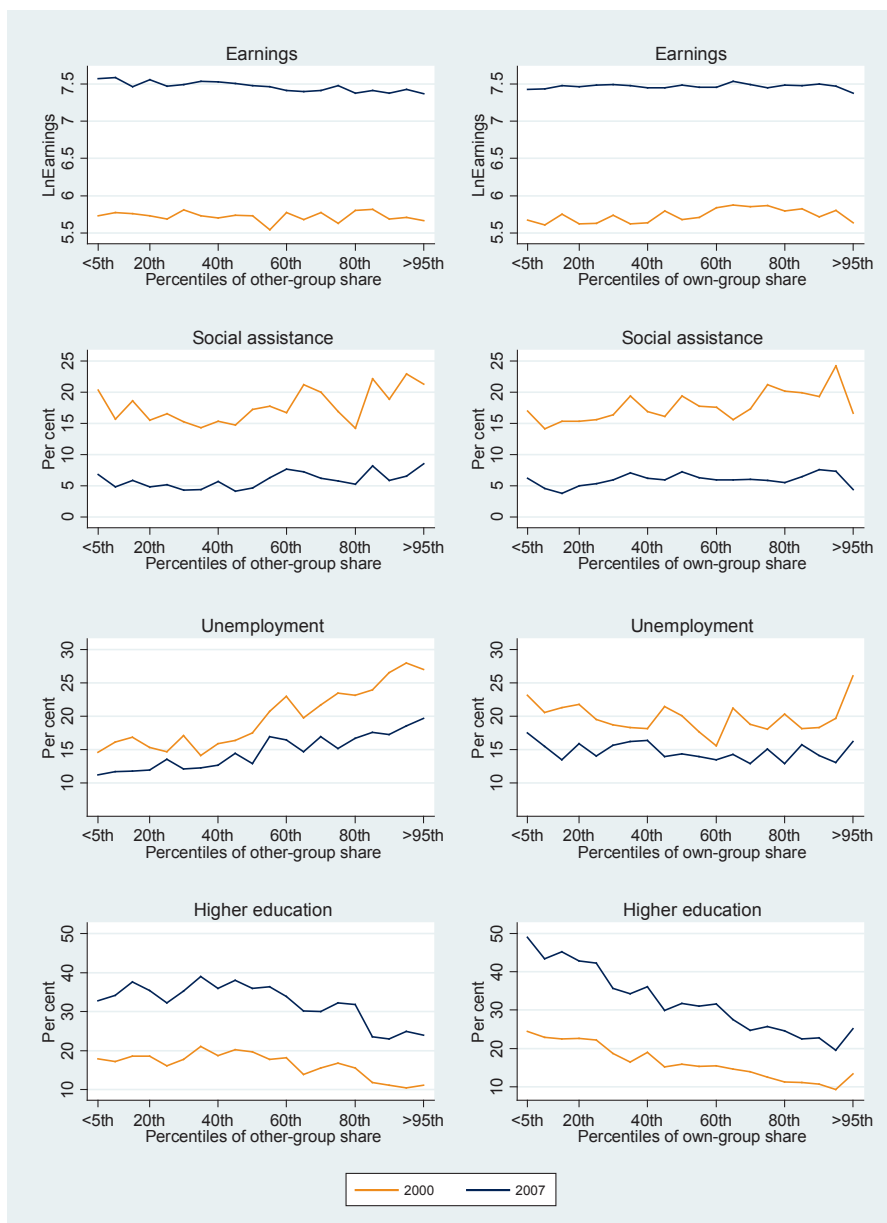 Earnings
LnEarnings
7.5
7
6.5
6
5.5
<5th 20th 40th 60th 80th >95th
Percentiles of other-group share
Earnings
7.5
7
6.5
6
5.5
<5th 20th 40th 60th 80th >95th
Percentiles of own-group share
Social assistance
Per cent
25
20
15
10
5
0
<5th 20th 40th 60th 80th >95th
Percentiles of other-group share
Social assistance
Per cent
25
20
15
10
5
0
<5th 20th 40th 60th 80th >95th
Percentiles of own-group share
Unemployment
Per cent
30
25
20
15
10
<5th 20th 40th 60th 80th >95th
Percentiles of other-group share
Unemployment
Per cent
30
25
20
15
10
<5th 20th 40th 60th 80th >95th
Percentiles of own-group share
Higher education
Per cent
50
40
30
20
10
<5th 20th 40th 60th 80th >95th
Percentiles of other-group share
Higher education
Per cent
50
40
30
20
10
<5th 20th 40th 60th 80th >95th
Percentiles of own-group share
2000 2007